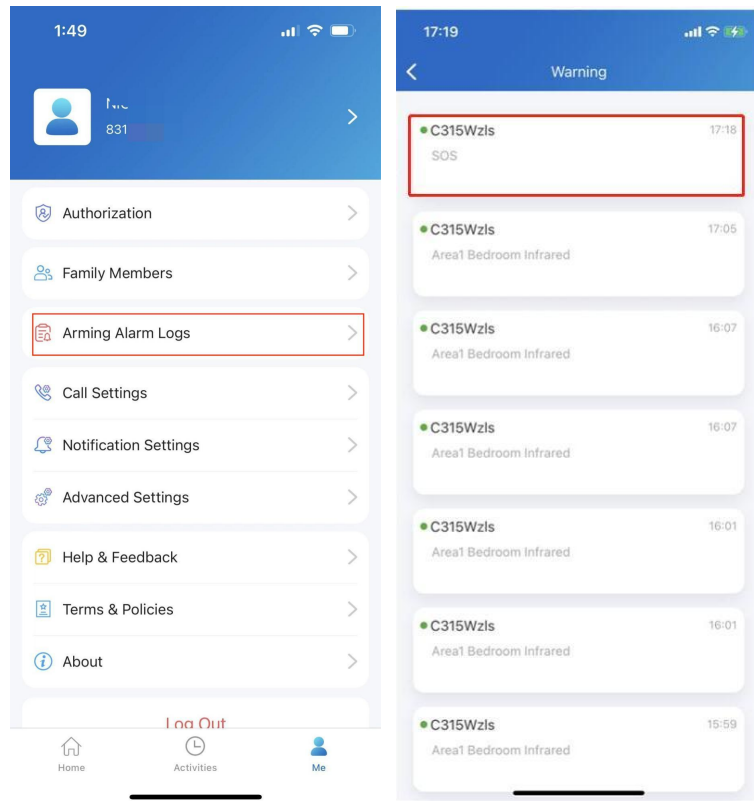 1:49
831
Authorization
Family Members
Arming Alarm Logs
Call Settings
Notification Settings
Advanced Settings
Help & Feedback
Terms & Policies
About
Log Out
Home
Activities
Me
17:19
Warning
C315Wzls 17:18
SOS
C315Wzls 17:05
Area1 Bedroom Infrared
C315Wzls 16:07
Area1 Bedroom Infrared
C315Wzls 16:07
Area1 Bedroom Infrared
C315Wzls 16:01
Area1 Bedroom Infrared
C315Wzls 16:01
Area1 Bedroom Infrared
C315Wzls 15:59
Area1 Bedroom Infrared